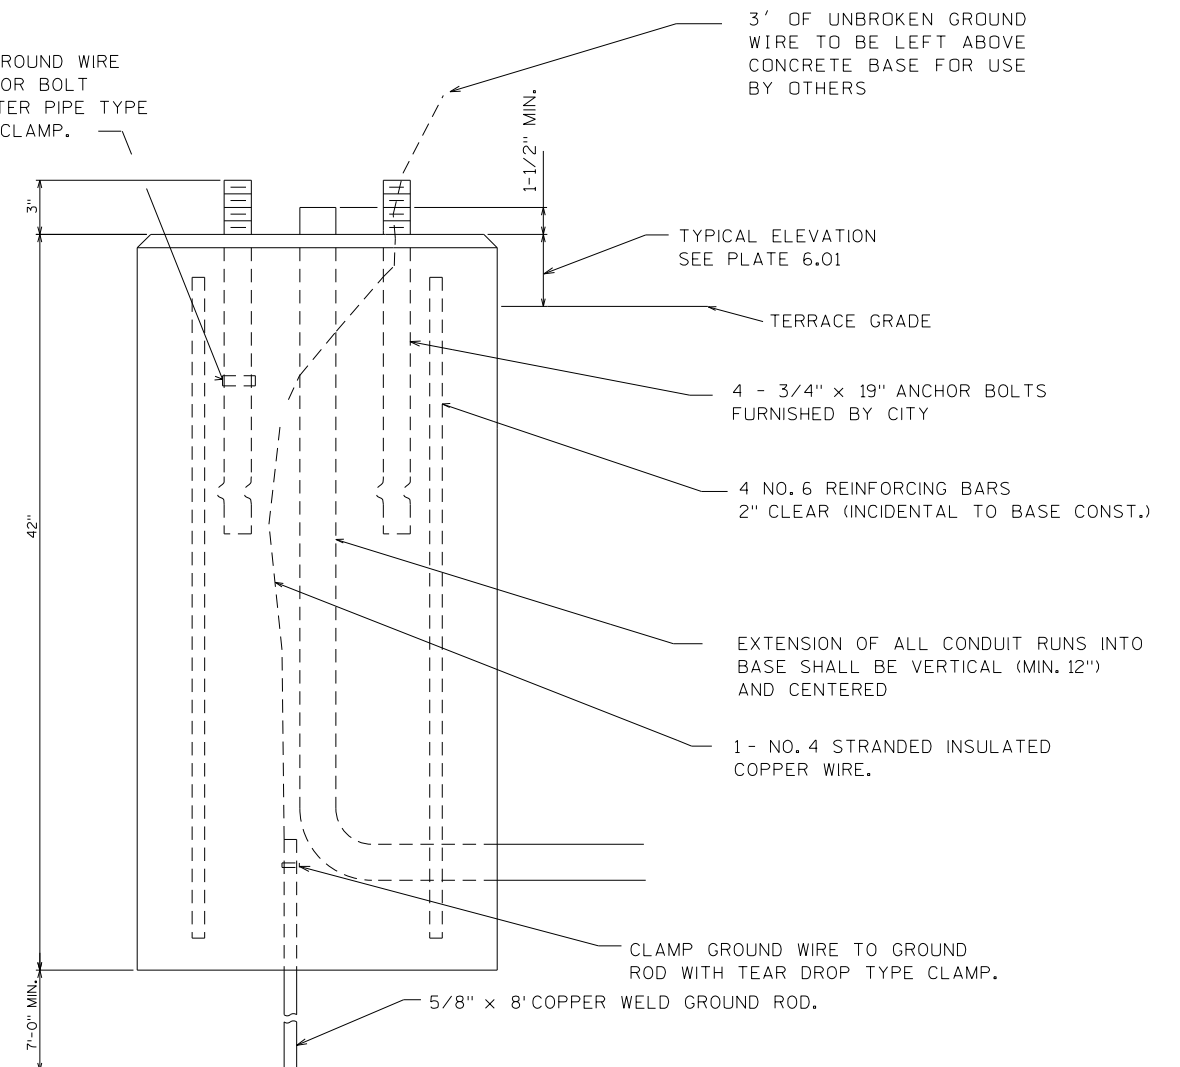 3' OF UNBROKEN GROUND
WIRE TO BE LEFT ABOVE
CONCRETE BASE FOR USE
BY OTHERS
ROUND WIRE
OR BOLT
TER PIPE TYPE
CLAMP.
1-1/2" MIN.
3"
TYPICAL ELEVATION
SEE PLATE 6.01
TERRACE GRADE
4 - 3/4" x 19" ANCHOR BOLTS
FURNISHED BY CITY
4 NO. 6 REINFORCING BARS
2" CLEAR (INCIDENTAL TO BASE CONST.)
42"
EXTENSION OF ALL CONDUIT RUNS INTO
BASE SHALL BE VERTICAL (MIN. 12")
AND CENTERED
1 - NO. 4 STRANDED INSULATED
COPPER WIRE.
CLAMP GROUND WIRE TO GROUND
ROD WITH TEAR DROP TYPE CLAMP.
5/8" x 8' COPPER WELD GROUND ROD.
7'-0" MIN.